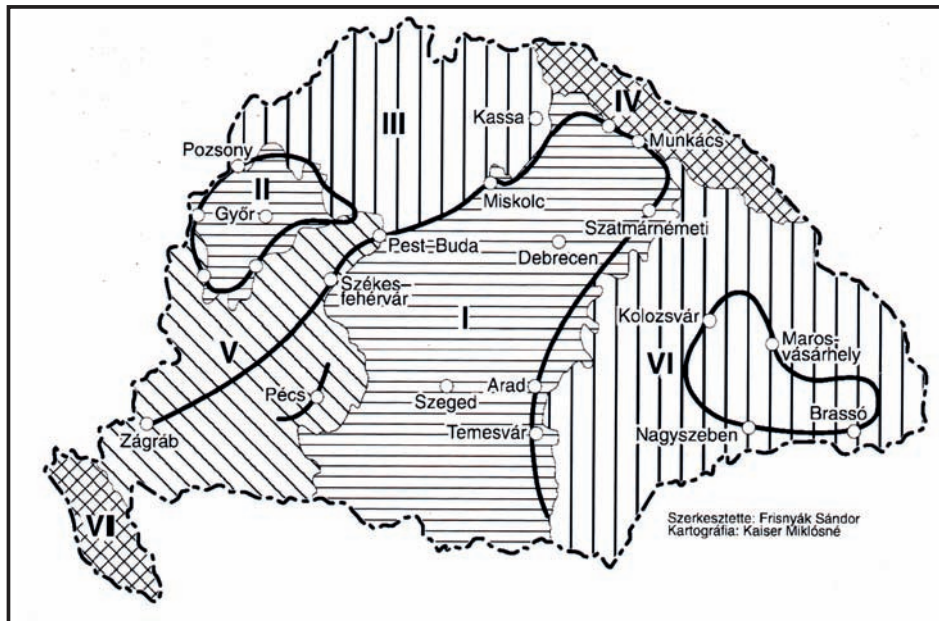 IV
Kassa
III
Munkács
Pozsony
II
Miskolc
Győr
Szatmárnémeti
Pest-Buda
Debrecen
Székes-
fehérvár
I
Kolozsvár
Maros-
vásárhely
V
VI
Pécs
Arad
Szeged
Brassó
Zágráb
Temesvár
Nagyszeben
VI
Szerkesztette: Frisnyák Sándor
Kartográfia: Kaiser Miklósné